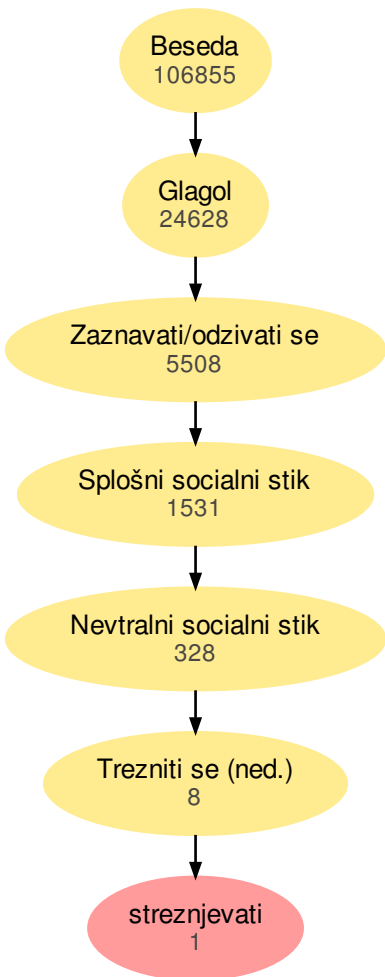 Beseda
106855
Glagol
24628
Zaznavati/odzivati se
5508
Splošni socialni stik
1531
Nevtralni socialni stik
328
Trezniti se (ned.)
8
streznjevati
1